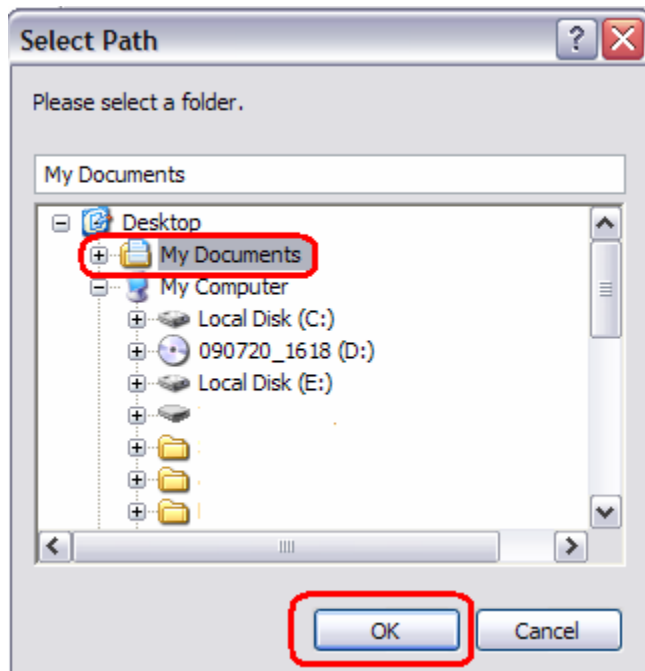 Select Path
Please select a folder.
My Documents
Desktop
My Documents
My Computer
Local Disk (C:)
090720_1618 (D:)
Local Disk (E:)
OK
Cancel